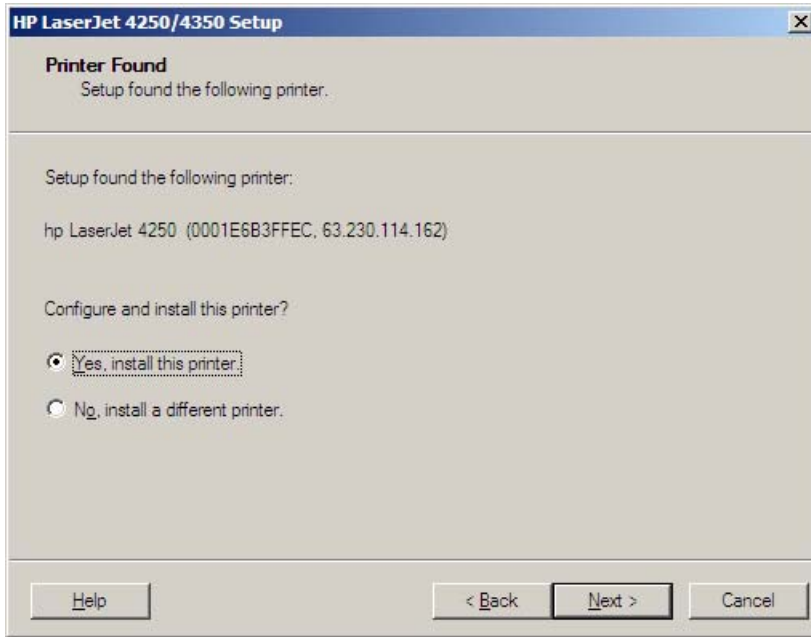 HP LaserJet 4250/4350 Setup
Printer Found
Setup found the following printer.
Setup found the following printer:
hp LaserJet 4250 (0001E6B3FFEC, 63.230.114.162)
Configure and install this printer?
Yes, install this printer.
No, install a different printer.
Help
< Back
Next >
Cancel